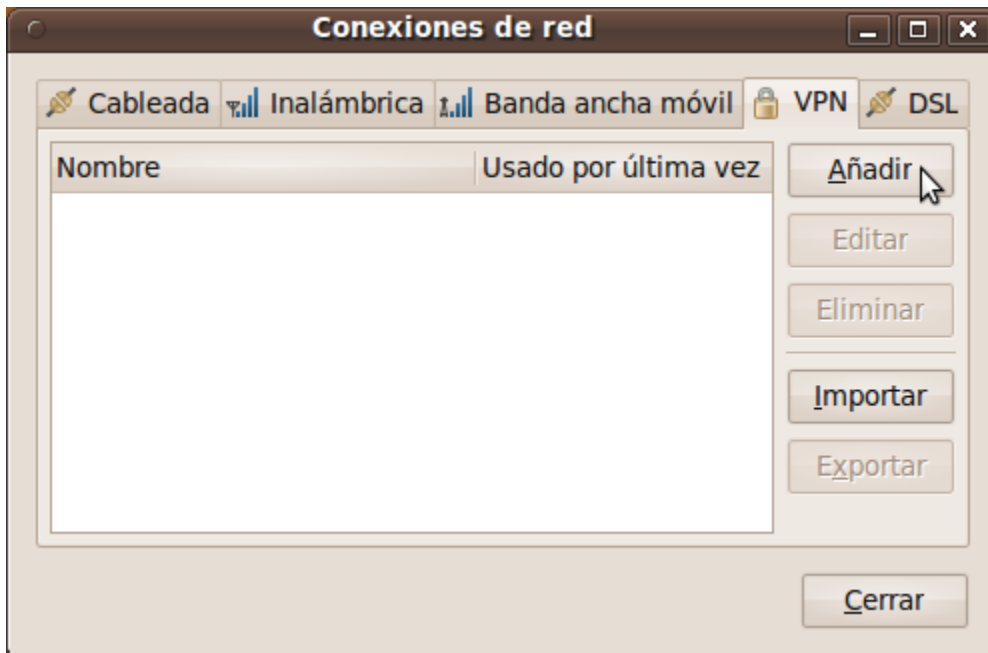 Conexiones de red
Cableada Inalámbrica Banda ancha móvil VPN DSL
Nombre Usado por última vez
Añadir
Editar
Eliminar
Importar
Exportar
Cerrar